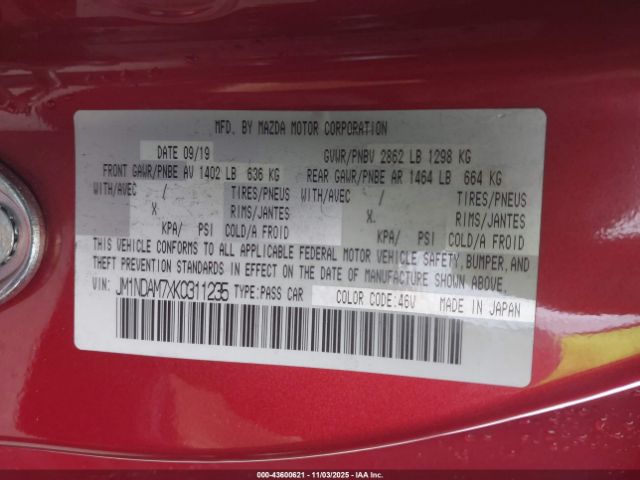 MFD. BY MAZDA MOTOR CORPORATION
DATE 09/19 GVWR/PNBV 2862 LB 1298 KG
FRONT GAWR/PNBE AV 1402 LB 636 KG REAR GAWR/PNBE AR 1464 LB 664 KG
WITH/AVEC / TIRES/PNEUS WITH/AVEC / TIRES/PNEUS
X RIMS/JANTES X RIMS/JANTES
KPA/ PSI COLD/A FROID KPA/ PSI COLD/A FROID
THIS VEHICLE CONFORMS TO ALL APPLICABLE FEDERAL MOTOR VEHICLE SAFETY, BUMPER, AND
THEFT PREVENTION STANDARDS IN EFFECT ON THE DATE OF MANUFACTURE SHOWN ABOVE.
VIN: JM1NDAM7XKC311235 TYPE:PASS CAR COLOR CODE:46V MADE IN JAPAN
000-43600621 - 11/03/2025 - IAA Inc.